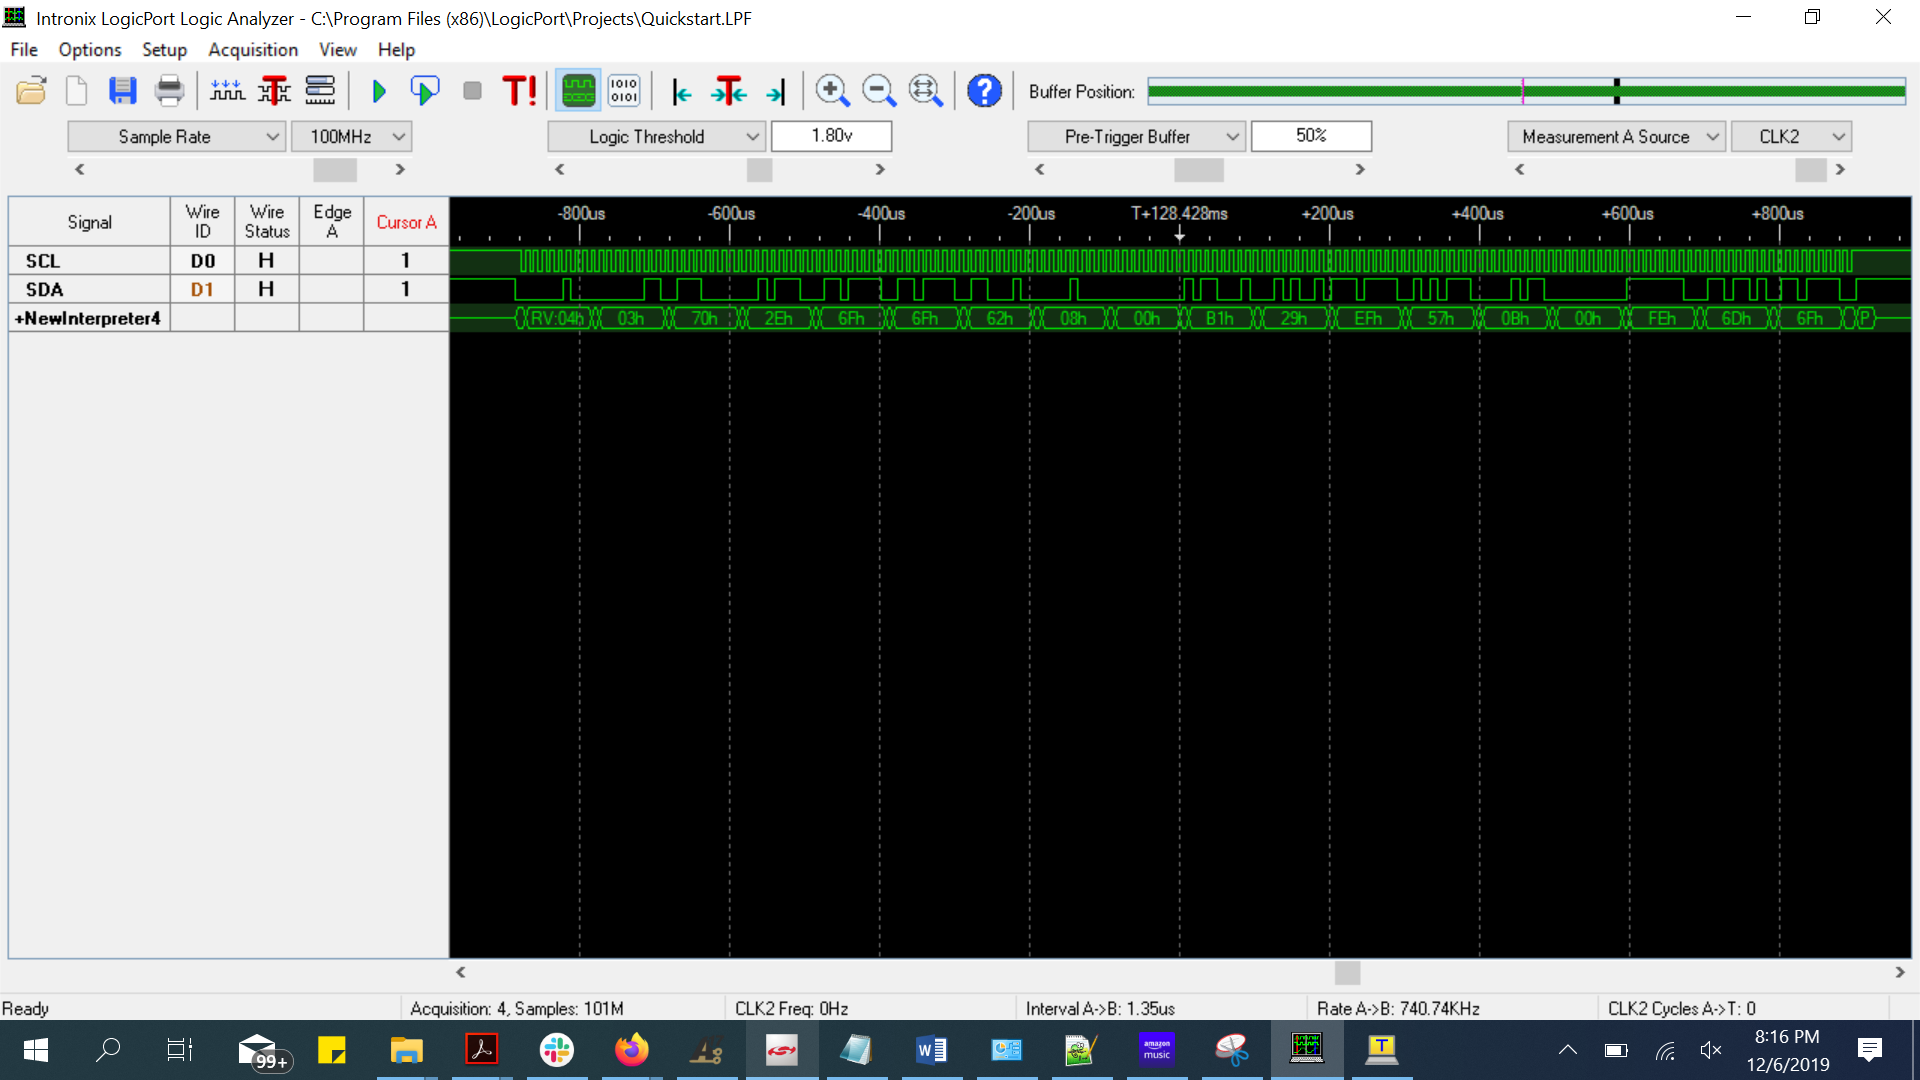 Intronix LogicPort Logic Analyzer - C:\Program Files (x86)\LogicPort\Projects\Quickstart.LPF
File Options Setup Acquisition View Help
T! 1010 0101 T ? Buffer Position:
Sample Rate 100MHz Logic Threshold 1.80v Pre-Trigger Buffer 50% Measurement A Source CLK2
Signal Wire ID Wire Status Edge A Cursor A -800us -600us -400us -200us T+128.428ms +200us +400us +600us +800us
SCL D0 H 1
SDA D1 H 1
+NewInterpreter4 RV:04h 03h 70h 2Eh 6Fh 6Fh 62h 08h 00h B1h 29h EFh 57h 0Bh 00h FEh 6Dh 6Fh P
Ready Acquisition: 4, Samples: 101M CLK2 Freq: 0Hz Interval A->B: 1.35us Rate A->B: 740.74KHz CLK2 Cycles A->T: 0
99+ W amazon music T 8:16 PM
12/6/2019